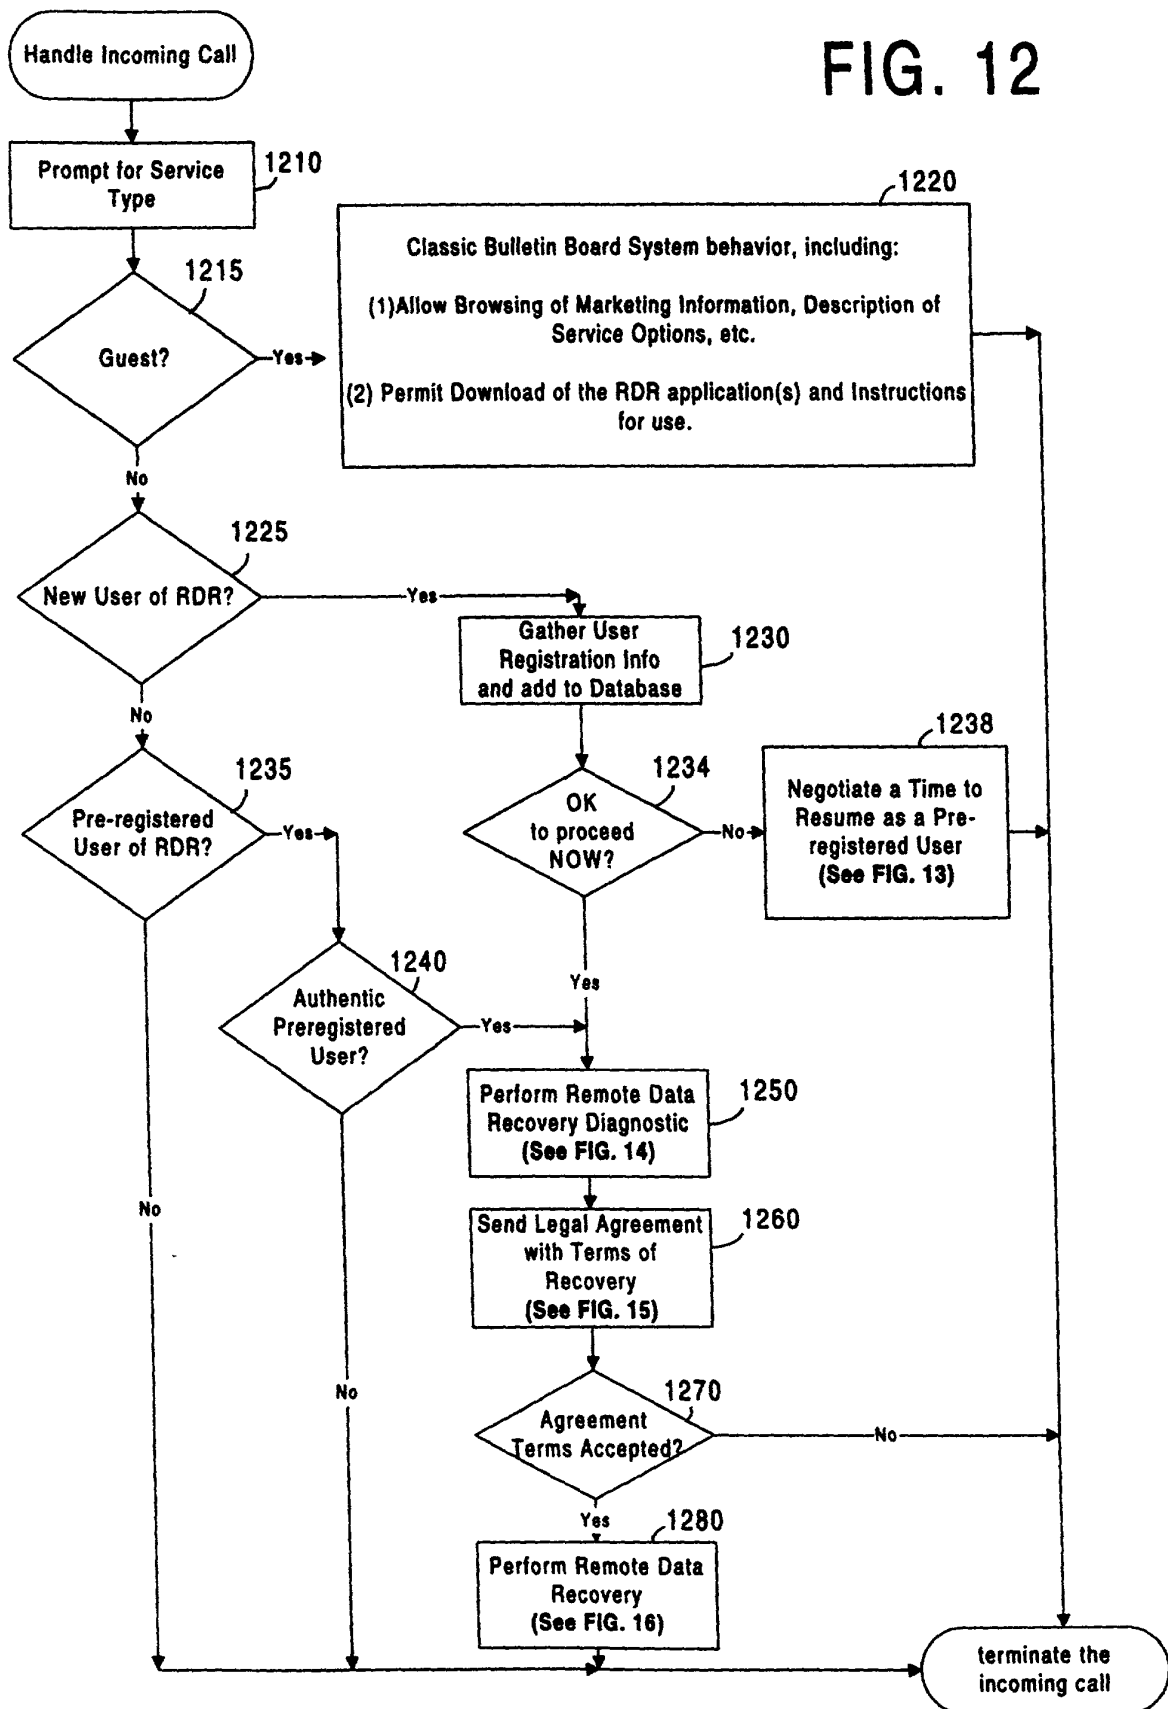 FIG. 12
Handle Incoming Call
1210
Prompt for Service
Type
1220
Classic Bulletin Board System behavior, including:
(1)Allow Browsing of Marketing Information, Description of
Service Options, etc.
(2) Permit Download of the RDR application(s) and Instructions
for use.
1215
Guest?
Yes
No
1225
New User of RDR?
Yes
No
Gather User
Registration Info
and add to Database
1230
1234
OK
to proceed
NOW?
No
Yes
1238
Negotiate a Time to
Resume as a Pre-
registered User
(See FIG. 13)
1235
Pre-registered
User of RDR?
Yes
No
1240
Authentic
Preregistered
User?
Yes
No
1250
Perform Remote Data
Recovery Diagnostic
(See FIG. 14)
1260
Send Legal Agreement
with Terms of
Recovery
(See FIG. 15)
1270
Agreement
Terms Accepted?
No
Yes
1280
Perform Remote Data
Recovery
(See FIG. 16)
terminate the
incoming call